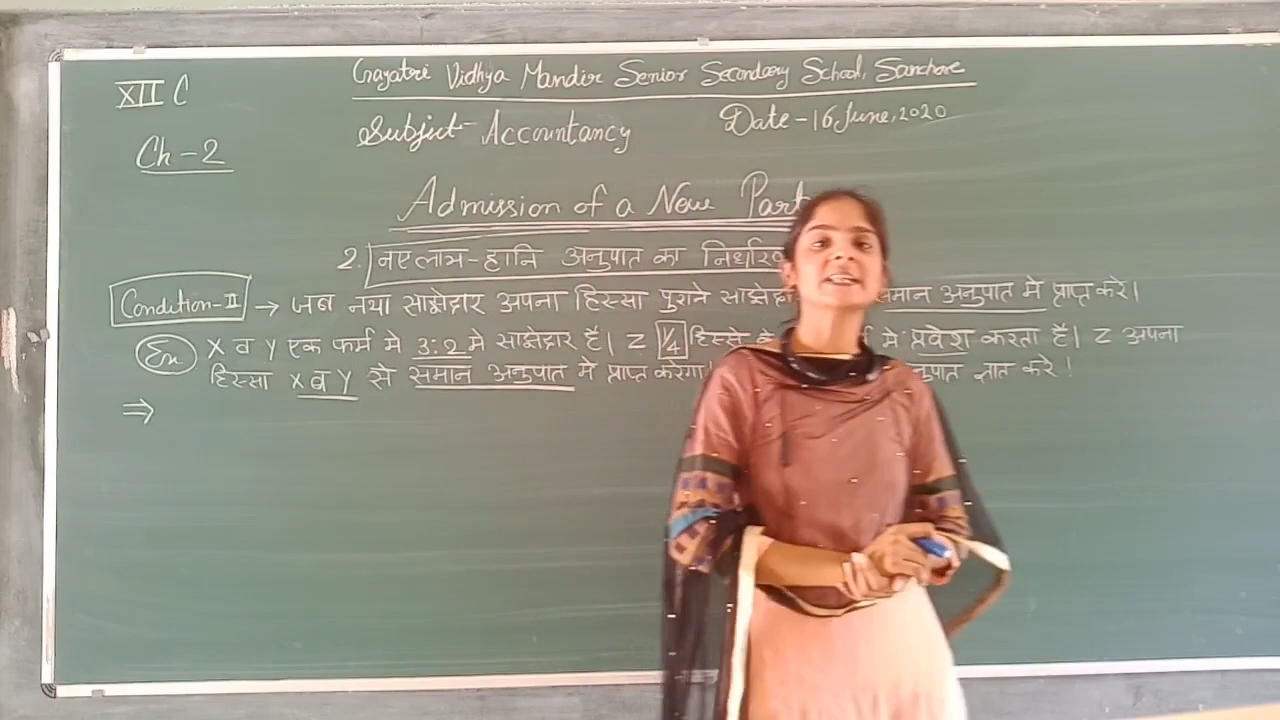 XII C
Gayatri Vidhya Mandir Senior Secondary School, Sanchore
Subject - Accountancy
Date - 16 June, 2020
Ch - 2
Admission of a New Part
2. नए लाभ-हानि अनुपात का निर्धारण
Condition-II → जब नया साझेदार अपना हिस्सा पुराने समान अनुपात मे प्राप्त करे।
Ex X व Y एक फर्म मे 3:2 मे साझेदार हैं। Z 1/4 हिस्से मे प्रवेश करता है। Z अपना
हिस्सा X व Y से समान अनुपात मे प्राप्त करेगा। ज्ञात करे!
⇒